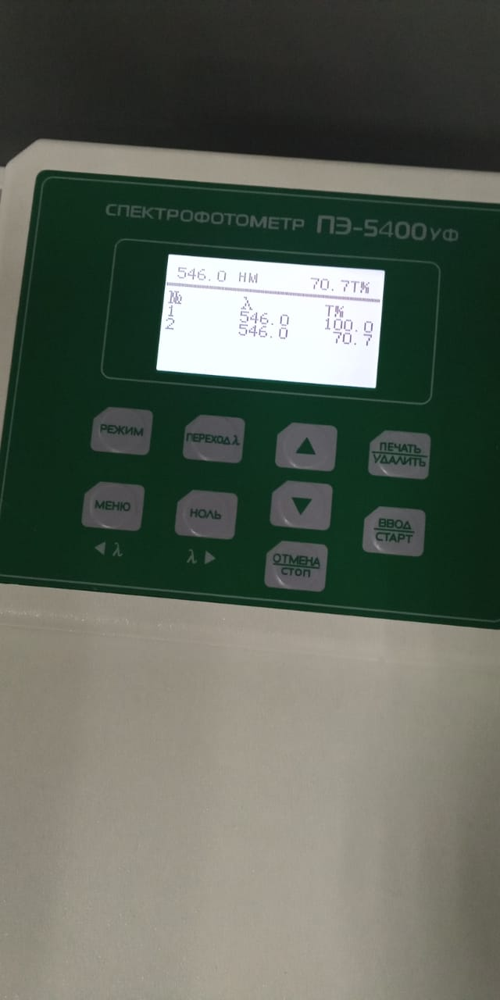 СПЕКТРОФОТОМЕТР ПЭ-5400УФ
546.0 НМ 70.7T%
№ λ T%
1 546.0 100.0
2 546.0 70.7
РЕЖИМ
ПЕРЕХОД λ
▲
ПЕЧАТЬ
УДАЛИТЬ
МЕНЮ
НОЛЬ
▼
ВВОД
СТАРТ
◀ λ
λ ▶
ОТМЕНА
СТОП